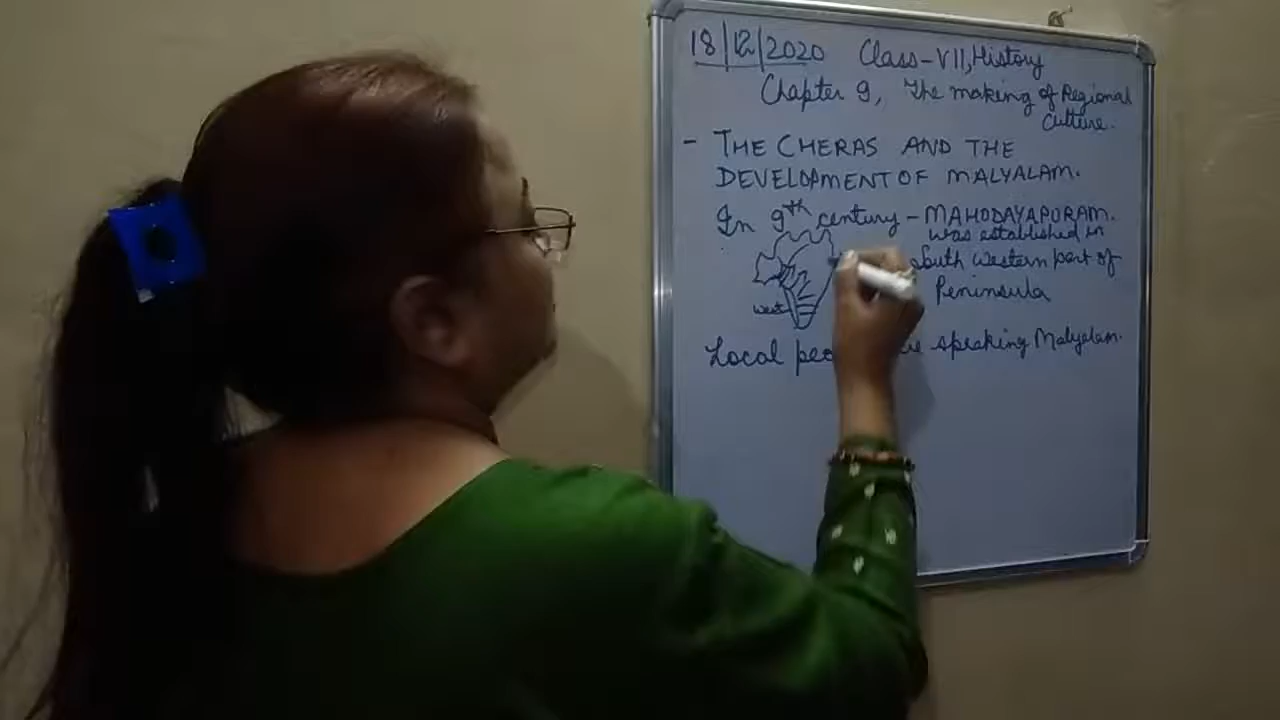 18/12/2020 Class-VII, History
Chapter 9, The making of Regional
Culture.
- THE CHERAS AND THE
DEVELOPMENT OF MALYALAM.
In 9th century - MAHODAYAPURAM.
was established in
South western part of
Peninsula
west
Local speaking Malyalam.